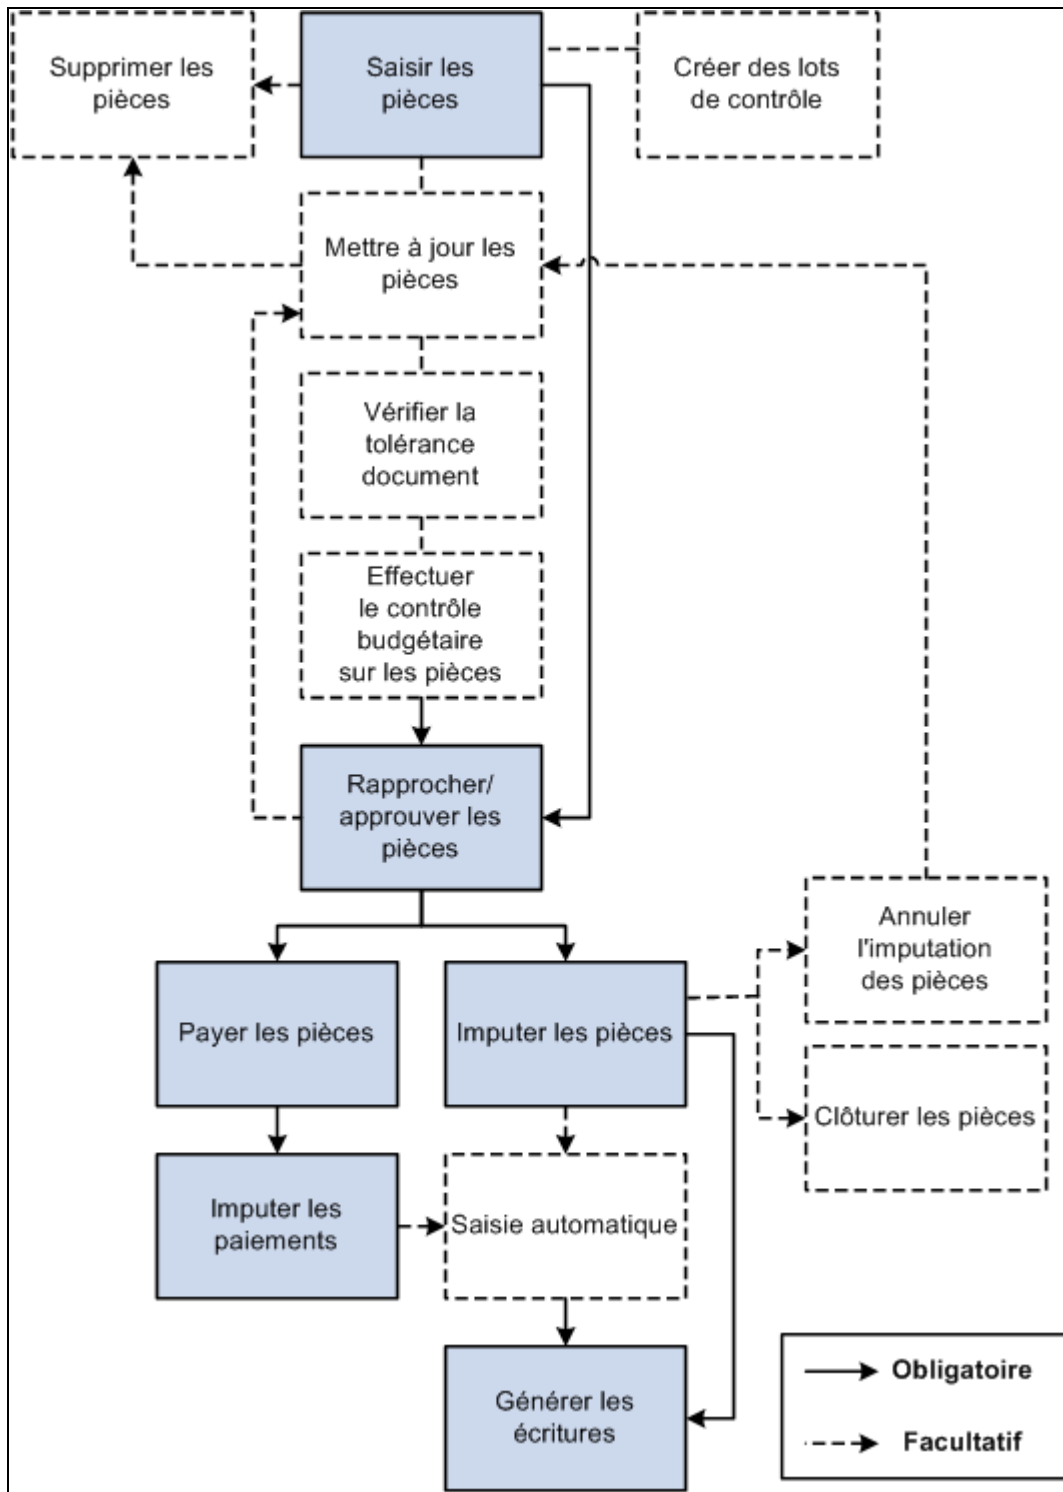 Supprimer les
pièces
Saisir les
pièces
Créer des lots
de contrôle
Mettre à jour les
pièces
Vérifier la
tolérance
document
Effectuer
le contrôle
budgétaire
sur les pièces
Rapprocher/
approuver les
pièces
Annuler
l'imputation
des pièces
Payer les pièces
Imputer les pièces
Clôturer les pièces
Imputer les
paiements
Saisie automatique
Générer les
écritures
Obligatoire
Facultatif